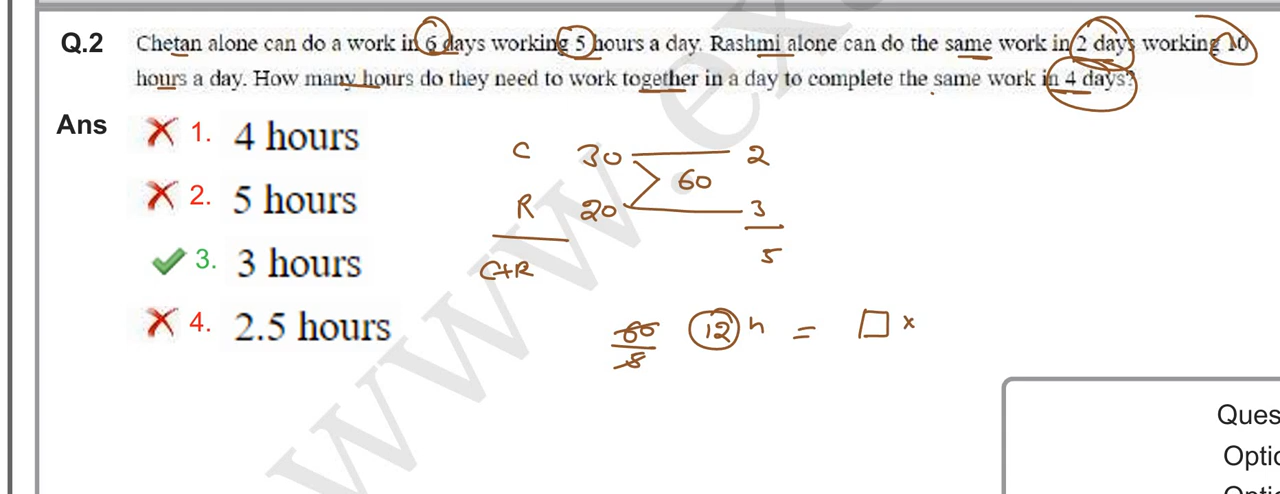 Q.2 Chetan alone can do a work in 6 days working 5 hours a day. Rashmi alone can do the same work in 2 days working 10
hours a day. How many hours do they need to work together in a day to complete the same work in 4 days?
Ans
1. 4 hours
2. 5 hours
3. 3 hours
4. 2.5 hours
C 30 60 2
R 20 3
C+R 5
60/5 12 h = □ x
www.ex
Ques
Optio